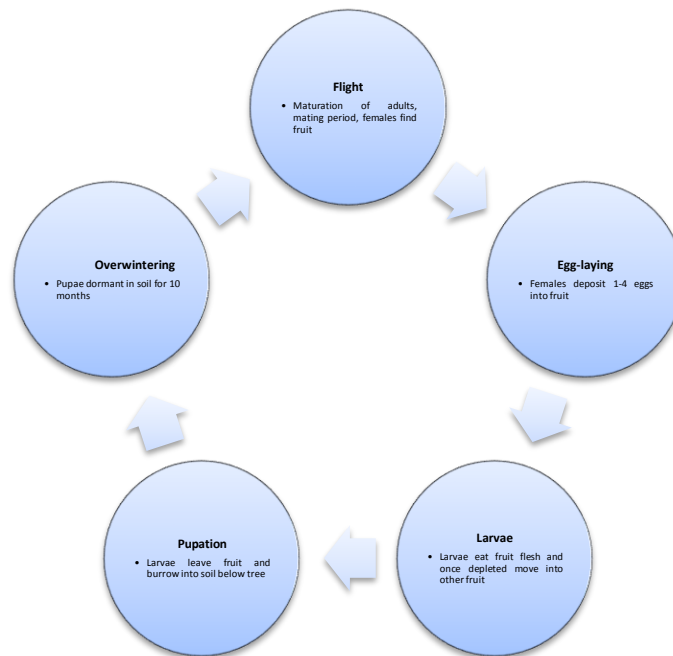 Flight
• Maturation of adults,
mating period, females find
fruit
Egg-laying
• Females deposit 1-4 eggs
into fruit
Larvae
• Larvae eat fruit flesh and
once depleted move into
other fruit
Pupation
• Larvae leave fruit and
burrow into soil below tree
Overwintering
• Pupae dormant in soil for 10
months